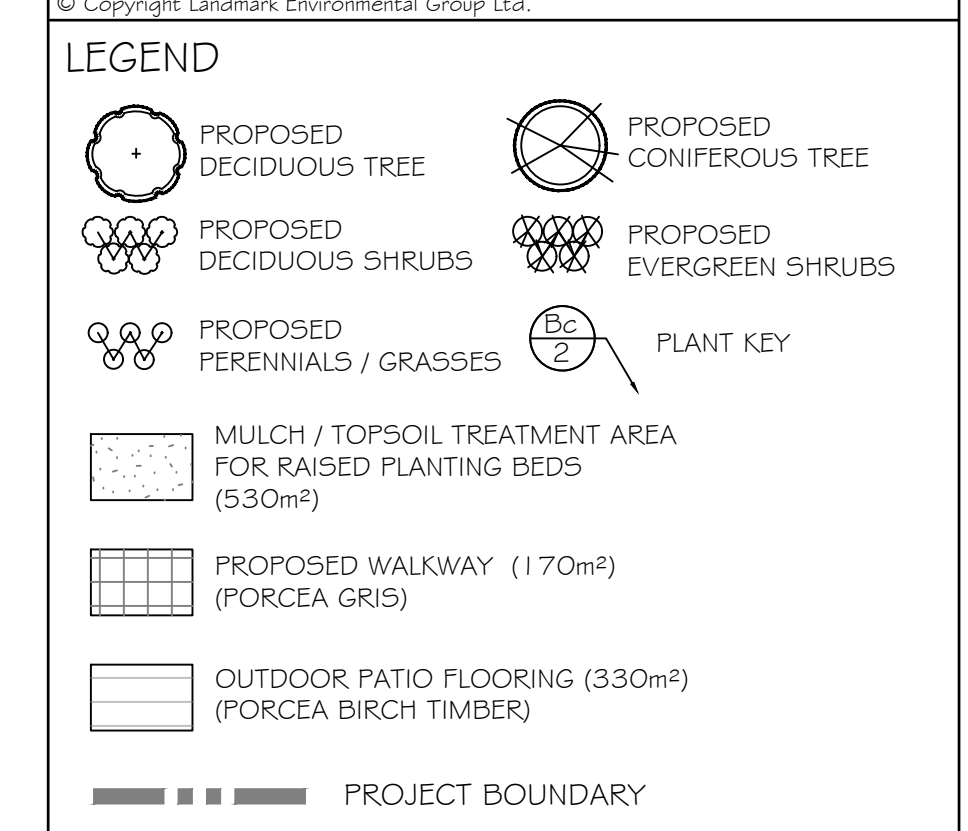 © Copyright Landmark Environmental Group Ltd.
LEGEND
PROPOSED
DECIDUOUS TREE
PROPOSED
CONIFEROUS TREE
PROPOSED
DECIDUOUS SHRUBS
PROPOSED
EVERGREEN SHRUBS
PROPOSED
PERENNIALS / GRASSES
Bc
2
PLANT KEY
MULCH / TOPSOIL TREATMENT AREA
FOR RAISED PLANTING BEDS
(530m²)
PROPOSED WALKWAY (170m²)
(PORCEA GRIS)
OUTDOOR PATIO FLOORING (330m²)
(PORCEA BIRCH TIMBER)
PROJECT BOUNDARY